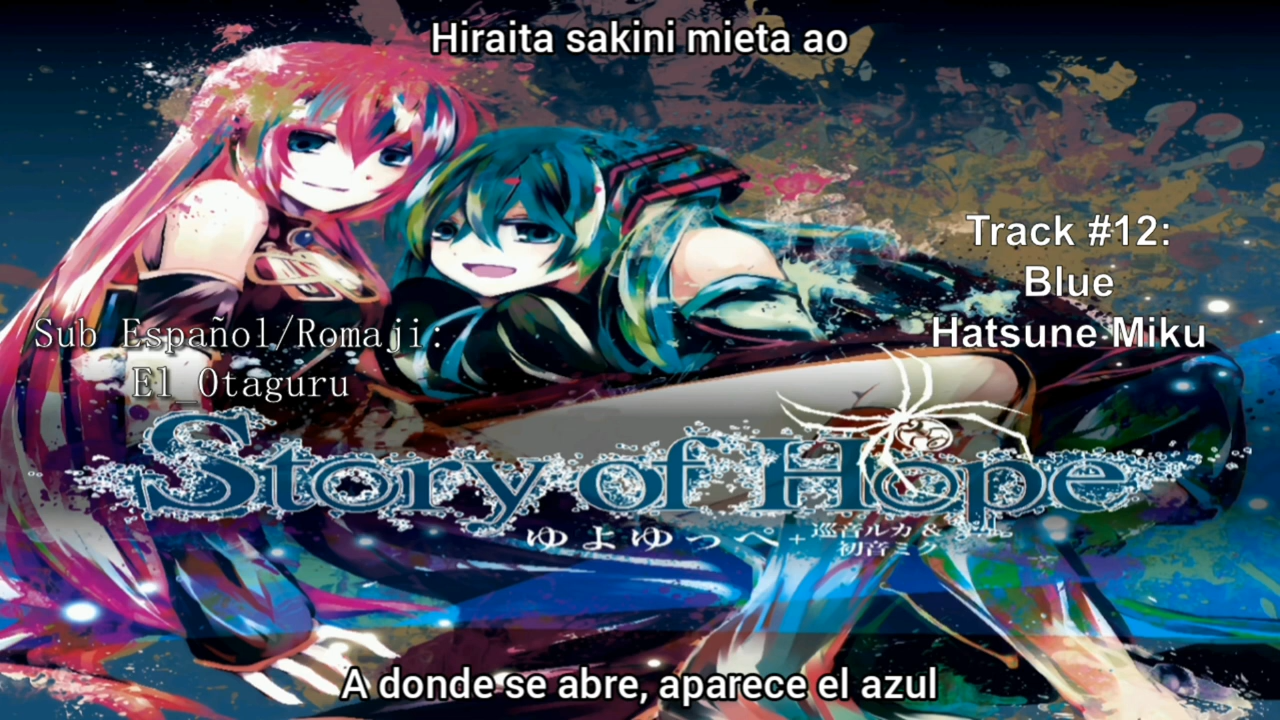 Hiraita sakini mieta ao
Track #12:
Blue
Hatsune Miku
Sub Español/Romaji:
El_Otaguru
Story of Hope
ゆよゆっぺ+巡音ルカ&
初音ミク
A donde se abre, aparece el azul